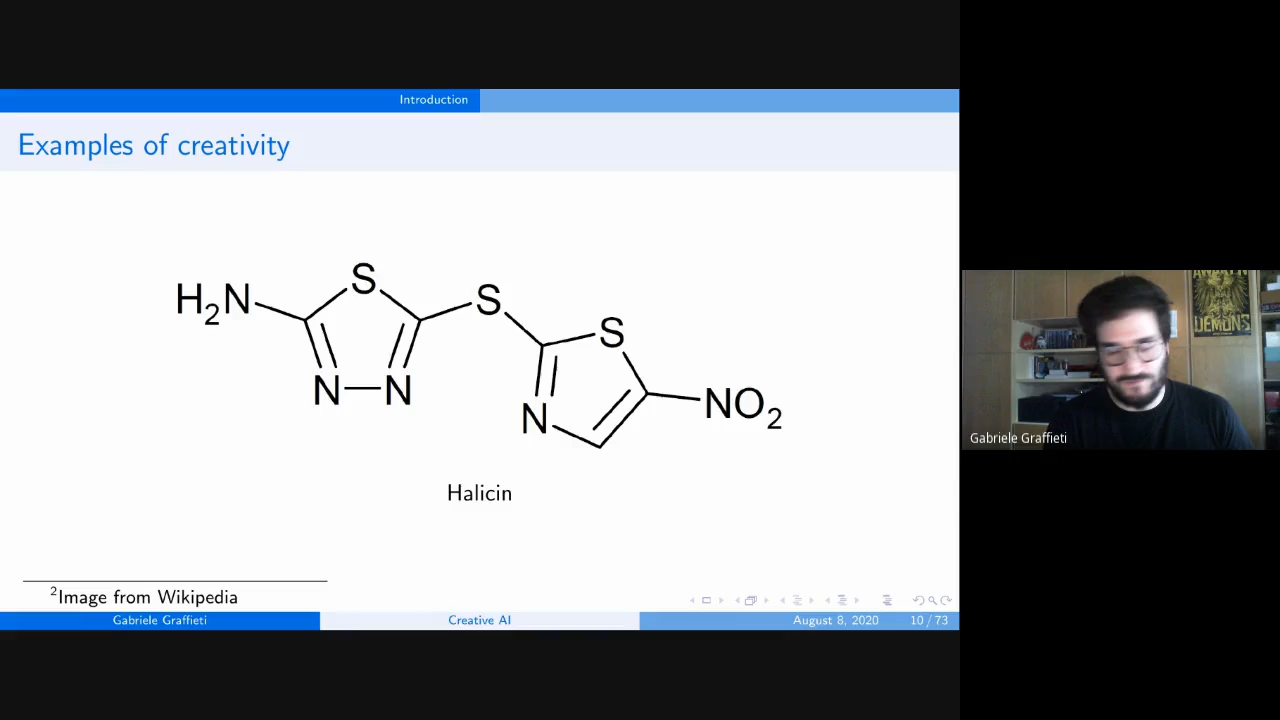 Introduction
Examples of creativity
H2N
S
N
N
S
S
N
NO2
Halicin
2Image from Wikipedia
Gabriele Graffieti
Creative AI
August 8, 2020
10 / 73
DEMONS
Gabriele Graffieti